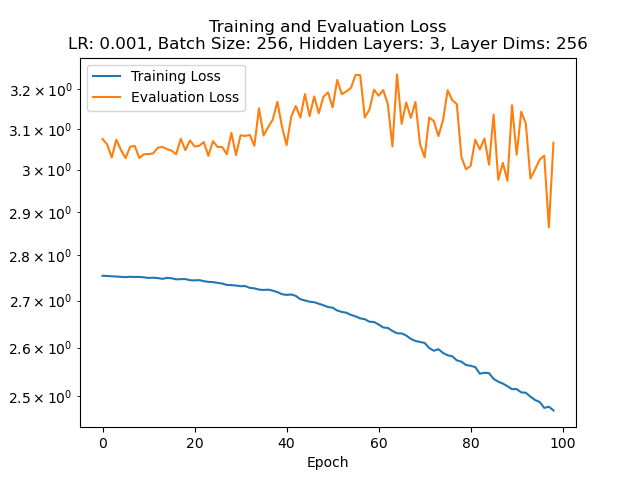 Training and Evaluation Loss
LR: 0.001, Batch Size: 256, Hidden Layers: 3, Layer Dims: 256
Training Loss
Evaluation Loss
3.2 × 10⁰
3.1 × 10⁰
3 × 10⁰
2.9 × 10⁰
2.8 × 10⁰
2.7 × 10⁰
2.6 × 10⁰
2.5 × 10⁰
0 20 40 60 80 100
Epoch